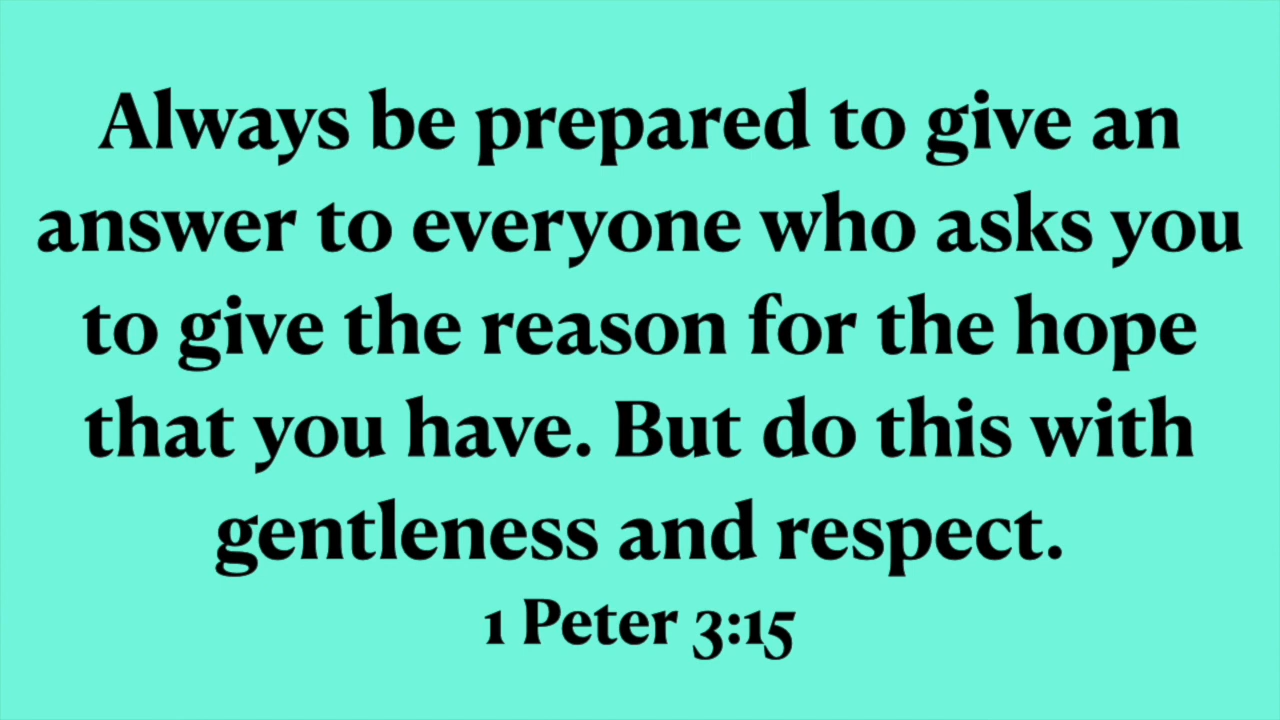 Always be prepared to give an
answer to everyone who asks you
to give the reason for the hope
that you have. But do this with
gentleness and respect.
1 Peter 3:15